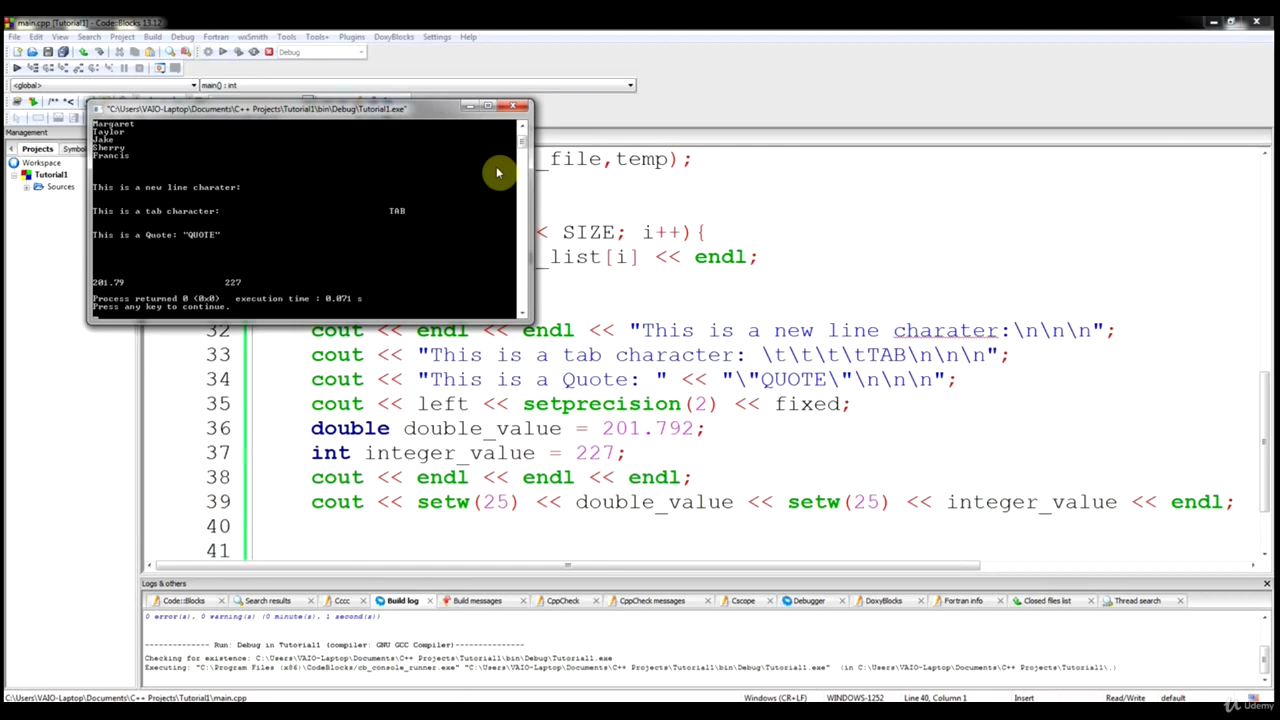 main.cpp [Tutorial1] - Code::Blocks 13.12
File Edit View Search Project Build Debug Fortran wxSmith Tools Tools+ Plugins DoxyBlocks Settings Help
Debug
<global> main() : int
/** *<
Management
Projects Symbol
Workspace
Tutorial1
Sources
"C:\Users\VAIO-Laptop\Documents\C++ Projects\Tutorial1\bin\Debug\Tutorial1.exe"
Margaret
Taylor
Jake
Sherry
Francis
This is a new line charater:
This is a tab character: TAB
This is a Quote: "QUOTE"
201.79 227
Process returned 0 (0x0) execution time : 0.071 s
Press any key to continue.
_file,temp);
< SIZE; i++){
_list[i] << endl;
32 cout << endl << endl << "This is a new line charater:\n\n\n";
33 cout << "This is a tab character: \t\t\t\tTAB\n\n\n";
34 cout << "This is a Quote: " << "\"QUOTE\"\n\n\n";
35 cout << left << setprecision(2) << fixed;
36 double double_value = 201.792;
37 int integer_value = 227;
38 cout << endl << endl << endl;
39 cout << setw(25) << double_value << setw(25) << integer_value << endl;
40
41
Logs & others
Code::Blocks Search results Cccc Build log Build messages CppCheck CppCheck messages Cscope Debugger DoxyBlocks Fortran info Closed files list Thread search
0 error(s), 0 warning(s) (0 minute(s), 1 second(s))
-------------- Run: Debug in Tutorial1 (compiler: GNU GCC Compiler)---------------
Checking for existence: C:\Users\VAIO-Laptop\Documents\C++ Projects\Tutorial1\bin\Debug\Tutorial1.exe
Executing: "C:\Program Files (x86)\CodeBlocks/cb_console_runner.exe" "C:\Users\VAIO-Laptop\Documents\C++ Projects\Tutorial1\bin\Debug\Tutorial1.exe" (in C:\Users\VAIO-Laptop\Documents\C++ Projects\Tutorial1\.)
C:\Users\VAIO-Laptop\Documents\C++ Projects\Tutorial1\main.cpp Windows (CR+LF) WINDOWS-1252 Line 40, Column 1 Insert Read/Write default
Udemy